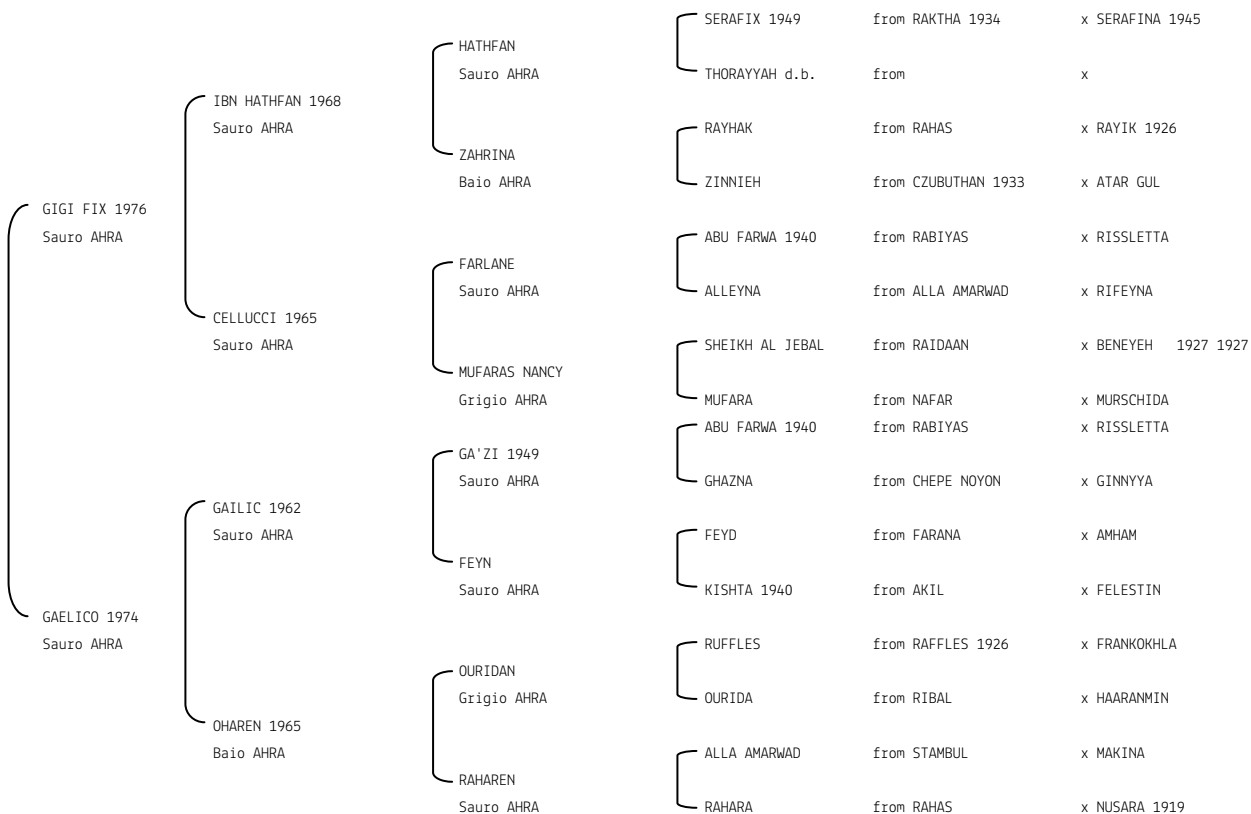 SERAFIX 1949 from RAKTHA 1934 x SERAFINA 1945
HATHFAN
Sauro AHRA THORAYYAH d.b. from x
IBN HATHFAN 1968
Sauro AHRA RAYHAK from RAHAS x RAYIK 1926
ZAHRINA
Baio AHRA ZINNIEH from CZUBUTHAN 1933 x ATAR GUL
GIGI FIX 1976
Sauro AHRA ABU FARWA 1940 from RABIYAS x RISSLETTA
FARLANE
Sauro AHRA ALLEYNA from ALLA AMARWAD x RIFEYNA
CELLUCCI 1965
Sauro AHRA SHEIKH AL JEBAL from RAIDAAN x BENEYEH 1927 1927
MUFARAS NANCY
Grigio AHRA MUFARA from NAFAR x MURSCHIDA
ABU FARWA 1940 from RABIYAS x RISSLETTA
GA'ZI 1949
Sauro AHRA GHAZNA from CHEPE NOYON x GINNYYA
GAILIC 1962
Sauro AHRA FEYD from FARANA x AMHAM
FEYN
Sauro AHRA KISHTA 1940 from AKIL x FELESTIN
GAELICO 1974
Sauro AHRA RUFFLES from RAFFLES 1926 x FRANKOKHLA
OURIDAN
Grigio AHRA OURIDA from RIBAL x HAARANMIN
OHAREN 1965
Baio AHRA ALLA AMARWAD from STAMBUL x MAKINA
RAHAREN
Sauro AHRA RAHARA from RAHAS x NUSARA 1919